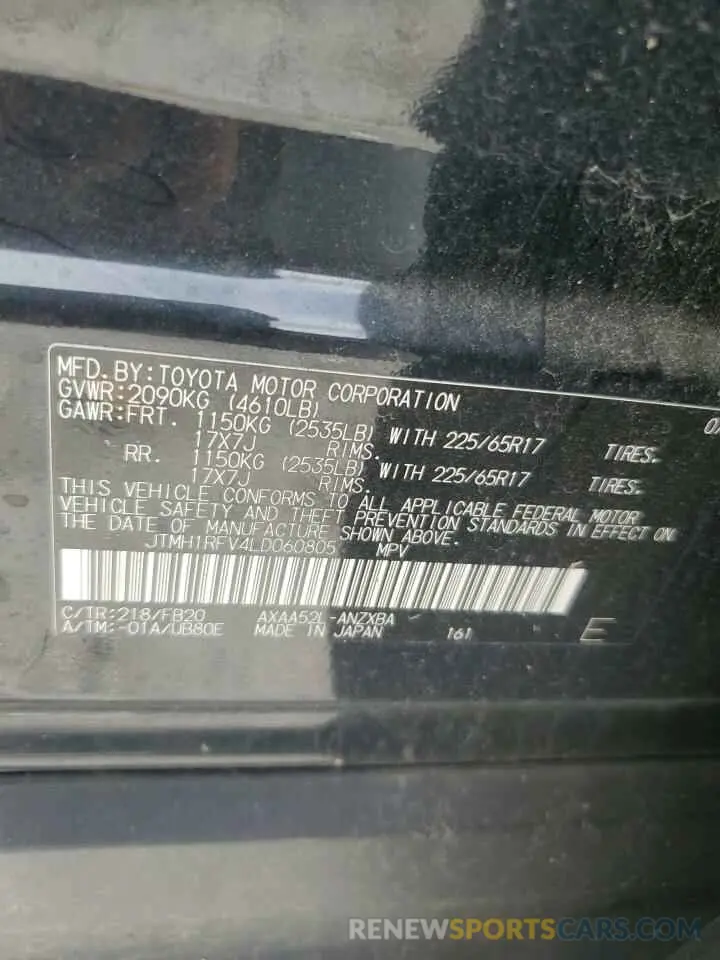 MFD.BY:TOYOTA MOTOR CORPORATION 07
GVWR:2090KG (4610LB)
GAWR:FRT. 1150KG (2535LB) WITH 225/65R17 TIRES.
17X7J RIMS.
RR. 1150KG (2535LB) WITH 225/65R17 TIRES.
17X7J RIMS.
THIS VEHICLE CONFORMS TO ALL APPLICABLE FEDERAL MOTOR
VEHICLE SAFETY AND THEFT PREVENTION STANDARDS IN EFFECT ON
THE DATE OF MANUFACTURE SHOWN ABOVE.
JTMH1RFV4LD060805 MPV
C/TR:218/FB20 AXAA52L-ANZXBA
A/TM:-01A/UB80E MADE IN JAPAN 161 E
RENEWSPORTSCARS.COM